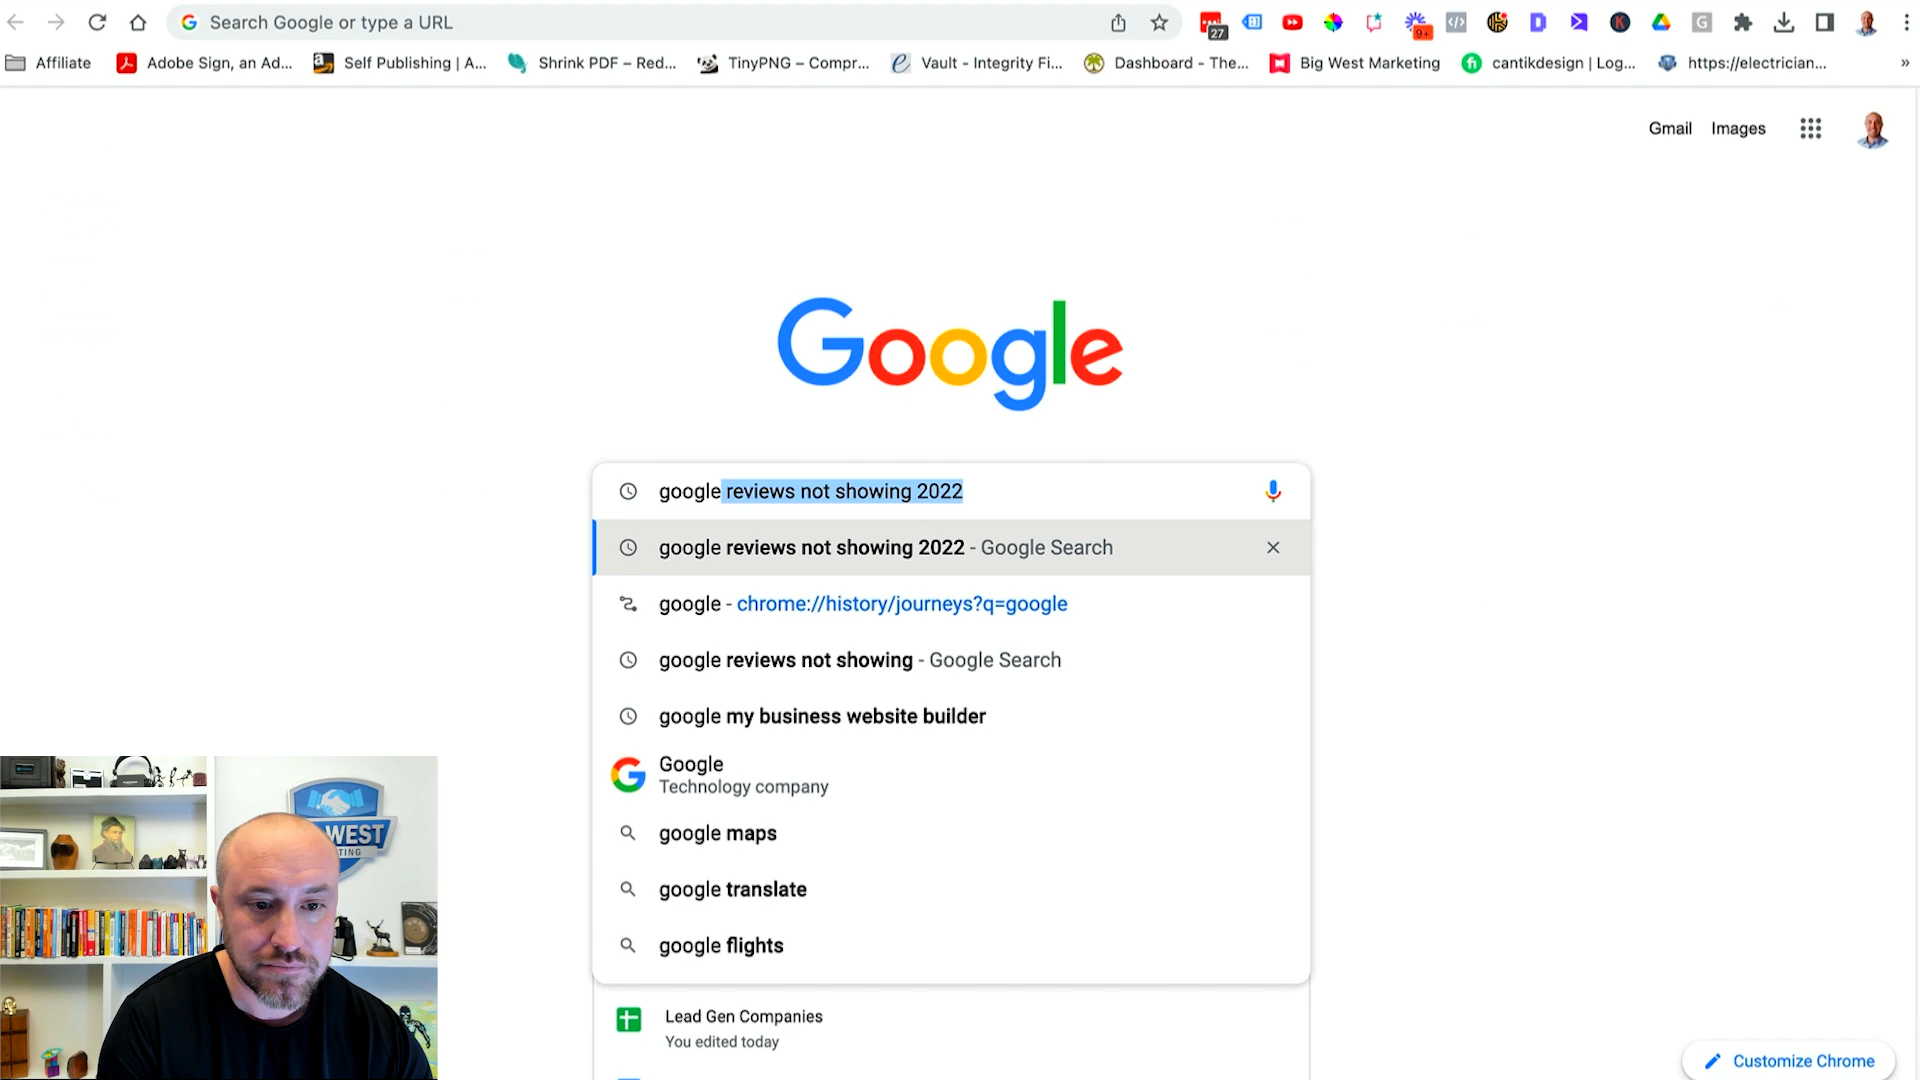 Search Google or type a URL
27
9+
Affiliate
Adobe Sign, an Ad...
Self Publishing | A...
Shrink PDF – Red...
TinyPNG – Compr...
Vault - Integrity Fi...
Dashboard - The...
Big West Marketing
cantikdesign | Log...
https://electrician...
»
Gmail
Images
Google
google reviews not showing 2022
google reviews not showing 2022 - Google Search
google - chrome://history/journeys?q=google
google reviews not showing - Google Search
google my business website builder
Google
Technology company
google maps
google translate
google flights
Lead Gen Companies
You edited today
Customize Chrome
WEST
TING